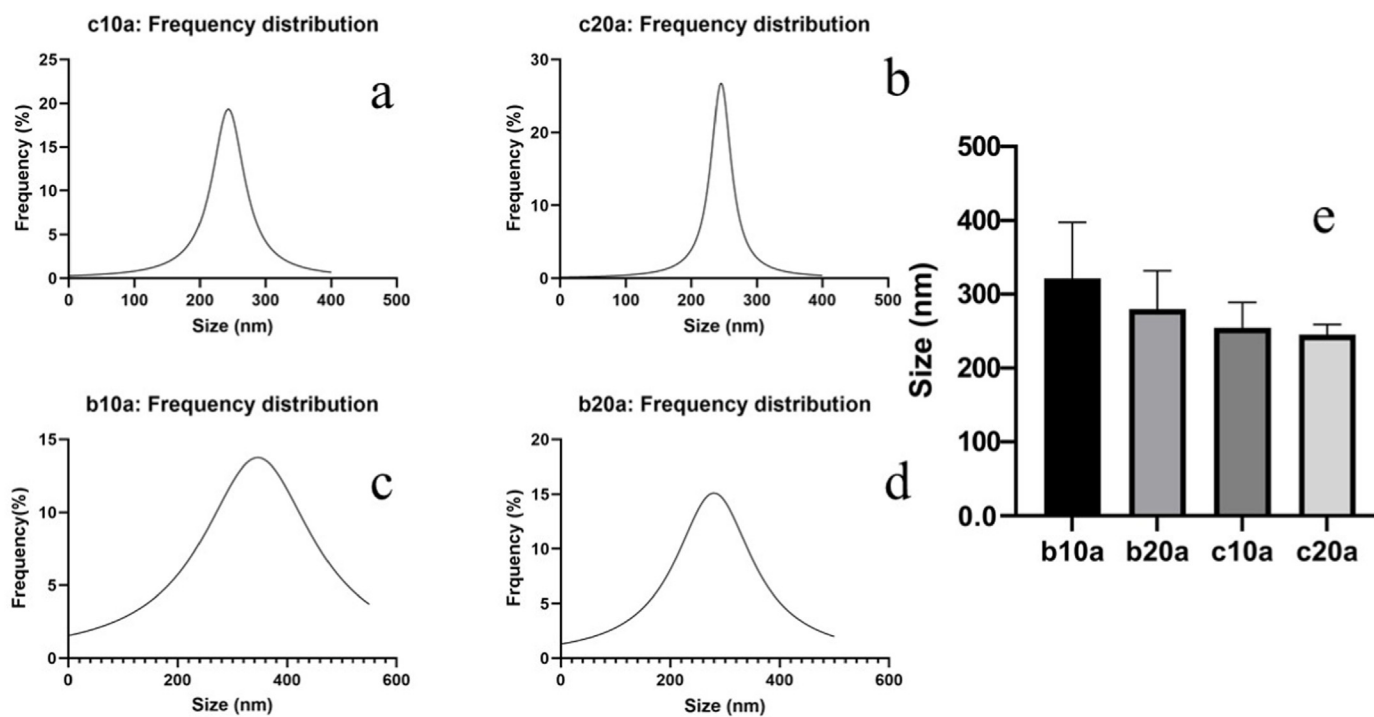 c10a: Frequency distribution
25
20
15
10
5
0
Frequency (%)
0 100 200 300 400 500
Size (nm)
a
c20a: Frequency distribution
30
20
10
0
Frequency (%)
0 100 200 300 400 500
Size (nm)
b
b10a: Frequency distribution
15
10
5
0
Frequency(%)
0 200 400 600
Size (nm)
c
b20a: Frequency distribution
20
15
10
5
0
Frquency (%)
0 200 400 600
Size (nm)
d
500
400
300
200
100
0.0
Size (nm)
b10a b20a c10a c20a
e